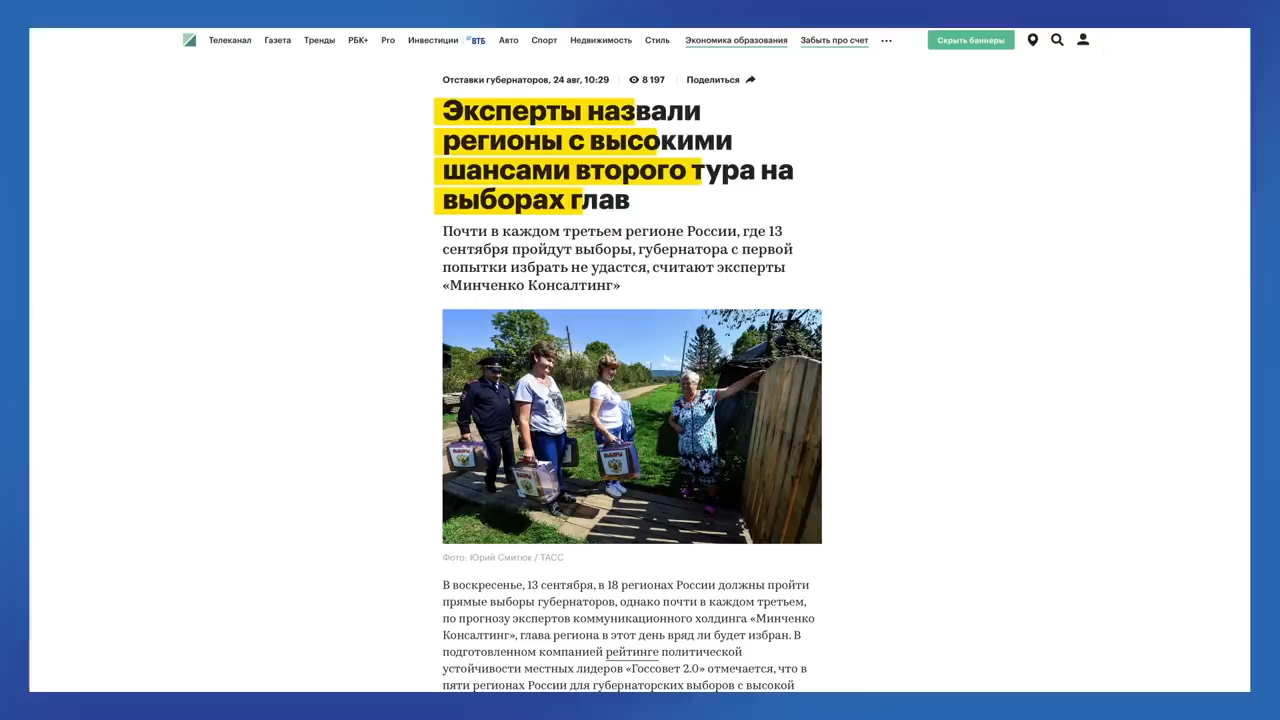 Телеканал Газета Тренды РБК+ Pro Инвестиции ВТБ Авто Спорт Недвижимость Стиль Экономика образования Забыть про счет ... Скрыть баннеры
Отставки губернаторов, 24 авг, 10:29 8 197 Поделиться
Эксперты назвали
регионы с высокими
шансами второго тура на
выборах глав
Почти в каждом третьем регионе России, где 13
сентября пройдут выборы, губернатора с первой
попытки избрать не удастся, считают эксперты
«Минченко Консалтинг»
ВЫБОРЫ
ВЫБОРЫ
ВЫБОРЫ
Фото: Юрий Смитюк / ТАСС
В воскресенье, 13 сентября, в 18 регионах России должны пройти
прямые выборы губернаторов, однако почти в каждом третьем,
по прогнозу экспертов коммуникационного холдинга «Минченко
Консалтинг», глава региона в этот день вряд ли будет избран. В
подготовленном компанией рейтинге политической
устойчивости местных лидеров «Госсовет 2.0» отмечается, что в
пяти регионах России для губернаторских выборов с высокой